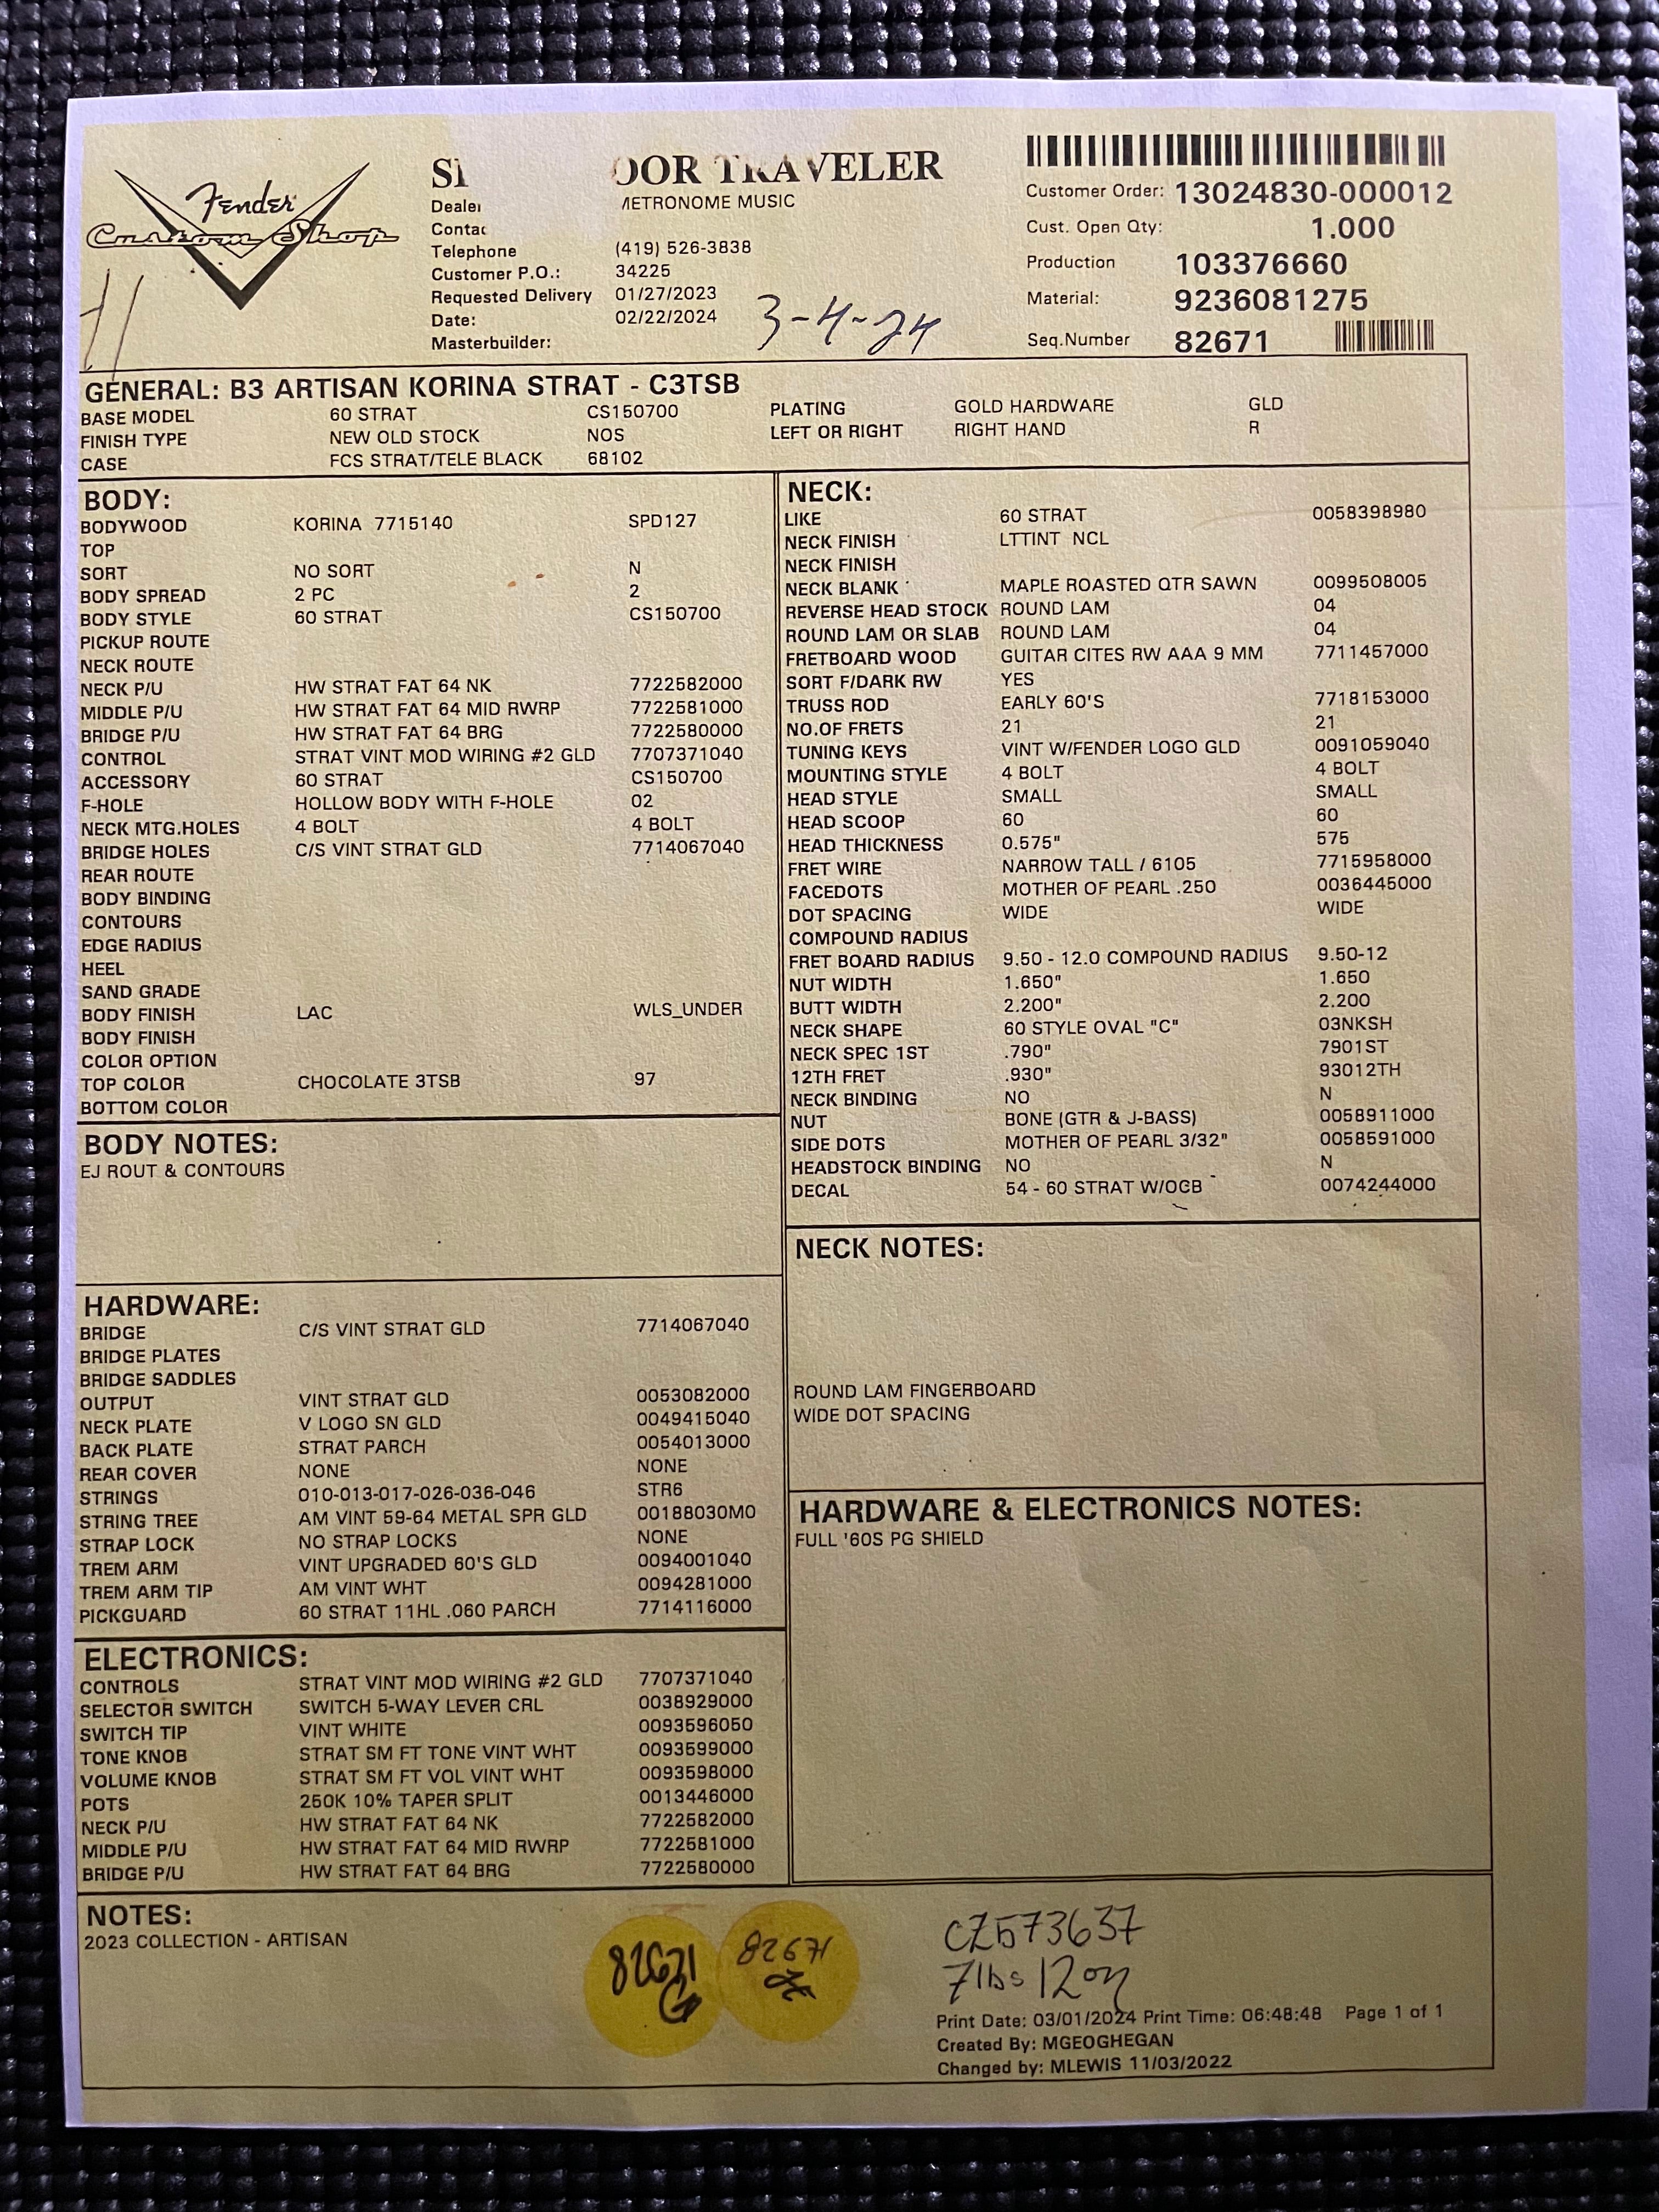 Fender
Custom Shop
OOR TRAVELER
Dealer METRONOME MUSIC
Contac
Telephone (419) 526-3838
Customer P.O.: 34225
Requested Delivery 01/27/2023
Date: 02/22/2024
Masterbuilder:
3-4-24
Customer Order: 13024830-000012
Cust. Open Qty: 1.000
Production 103376660
Material: 9236081275
Seq.Number 82671
GENERAL: B3 ARTISAN KORINA STRAT - C3TSB
BASE MODEL 60 STRAT CS150700 PLATING GOLD HARDWARE GLD
FINISH TYPE NEW OLD STOCK NOS LEFT OR RIGHT RIGHT HAND R
CASE FCS STRAT/TELE BLACK 68102
BODY:
BODYWOOD KORINA 7715140 SPD127
TOP
SORT NO SORT N
BODY SPREAD 2 PC 2
BODY STYLE 60 STRAT CS150700
PICKUP ROUTE
NECK ROUTE
NECK P/U HW STRAT FAT 64 NK 7722582000
MIDDLE P/U HW STRAT FAT 64 MID RWRP 7722581000
BRIDGE P/U HW STRAT FAT 64 BRG 7722580000
CONTROL STRAT VINT MOD WIRING #2 GLD 7707371040
ACCESSORY 60 STRAT CS150700
F-HOLE HOLLOW BODY WITH F-HOLE 02
NECK MTG.HOLES 4 BOLT 4 BOLT
BRIDGE HOLES C/S VINT STRAT GLD 7714067040
REAR ROUTE
BODY BINDING
CONTOURS
EDGE RADIUS
HEEL
SAND GRADE
BODY FINISH LAC WLS_UNDER
BODY FINISH
COLOR OPTION
TOP COLOR CHOCOLATE 3TSB 97
BOTTOM COLOR
BODY NOTES:
EJ ROUT & CONTOURS
HARDWARE:
BRIDGE C/S VINT STRAT GLD 7714067040
BRIDGE PLATES
BRIDGE SADDLES
OUTPUT VINT STRAT GLD 0053082000
NECK PLATE V LOGO SN GLD 0049415040
BACK PLATE STRAT PARCH 0054013000
REAR COVER NONE NONE
STRINGS 010-013-017-026-036-046 STR6
STRING TREE AM VINT 59-64 METAL SPR GLD 00188030M0
STRAP LOCK NO STRAP LOCKS NONE
TREM ARM VINT UPGRADED 60'S GLD 0094001040
TREM ARM TIP AM VINT WHT 0094281000
PICKGUARD 60 STRAT 11HL .060 PARCH 7714116000
ELECTRONICS:
CONTROLS STRAT VINT MOD WIRING #2 GLD 7707371040
SELECTOR SWITCH SWITCH 5-WAY LEVER CRL 0038929000
SWITCH TIP VINT WHITE 0093596050
TONE KNOB STRAT SM FT TONE VINT WHT 0093599000
VOLUME KNOB STRAT SM FT VOL VINT WHT 0093598000
POTS 250K 10% TAPER SPLIT 0013446000
NECK P/U HW STRAT FAT 64 NK 7722582000
MIDDLE P/U HW STRAT FAT 64 MID RWRP 7722581000
BRIDGE P/U HW STRAT FAT 64 BRG 7722580000
NECK:
LIKE 60 STRAT 0058398980
NECK FINISH LTTINT NCL
NECK FINISH
NECK BLANK MAPLE ROASTED QTR SAWN 0099508005
REVERSE HEAD STOCK ROUND LAM 04
ROUND LAM OR SLAB ROUND LAM 04
FRETBOARD WOOD GUITAR CITES RW AAA 9 MM 7711457000
SORT F/DARK RW YES
TRUSS ROD EARLY 60'S 7718153000
NO.OF FRETS 21 21
TUNING KEYS VINT W/FENDER LOGO GLD 0091059040
MOUNTING STYLE 4 BOLT 4 BOLT
HEAD STYLE SMALL SMALL
HEAD SCOOP 60 60
HEAD THICKNESS 0.575" 575
FRET WIRE NARROW TALL / 6105 7715958000
FACEDOTS MOTHER OF PEARL .250 0036445000
DOT SPACING WIDE WIDE
COMPOUND RADIUS
FRET BOARD RADIUS 9.50 - 12.0 COMPOUND RADIUS 9.50-12
NUT WIDTH 1.650" 1.650
BUTT WIDTH 2.200" 2.200
NECK SHAPE 60 STYLE OVAL "C" 03NKSH
NECK SPEC 1ST .790" 7901ST
12TH FRET .930" 93012TH
NECK BINDING NO N
NUT BONE (GTR & J-BASS) 0058911000
SIDE DOTS MOTHER OF PEARL 3/32" 0058591000
HEADSTOCK BINDING NO N
DECAL 54 - 60 STRAT W/OCB 0074244000
NECK NOTES:
ROUND LAM FINGERBOARD
WIDE DOT SPACING
HARDWARE & ELECTRONICS NOTES:
FULL '60S PG SHIELD
NOTES:
2023 COLLECTION - ARTISAN
82671
82671
CZ573637
7lbs 12oz
Print Date: 03/01/2024 Print Time: 06:48:48 Page 1 of 1
Created By: MGEOGHEGAN
Changed by: MLEWIS 11/03/2022